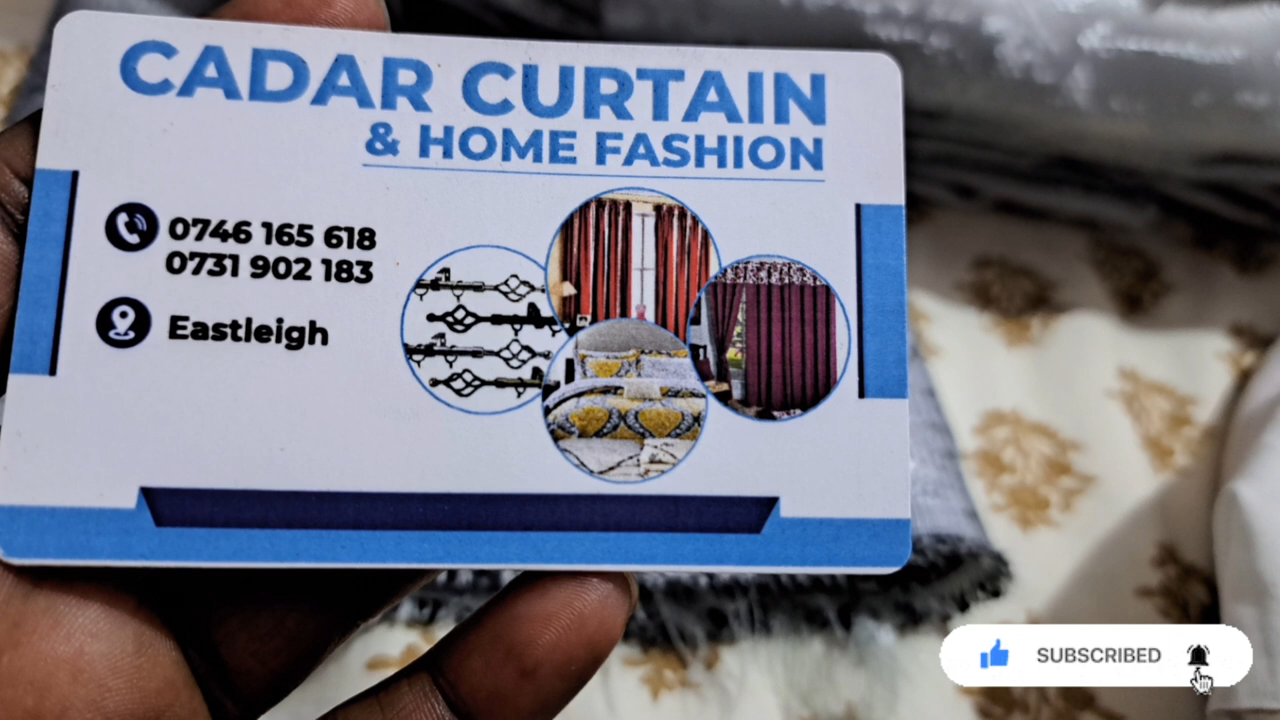 CADAR CURTAIN
& HOME FASHION
0746 165 618
0731 902 183
Eastleigh
SUBSCRIBED